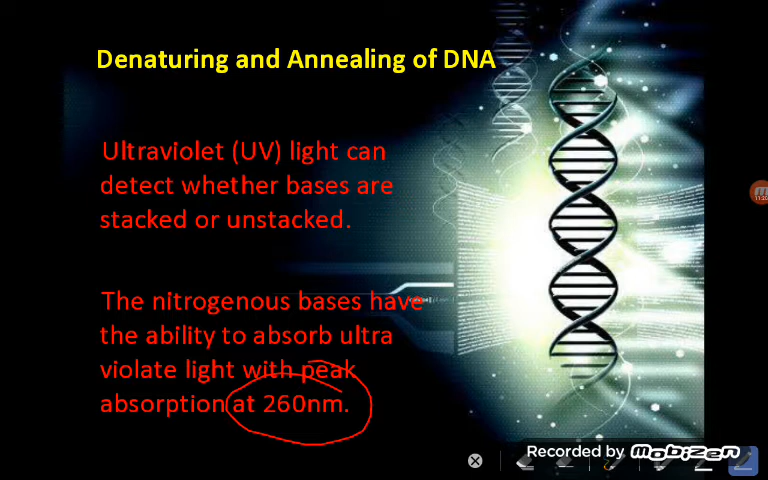 Denaturing and Annealing of DNA
Ultraviolet (UV) light can
detect whether bases are
stacked or unstacked.
The nitrogenous bases have
the ability to absorb ultra
violate light with peak
absorption at 260nm.
Recorded by Mobizen